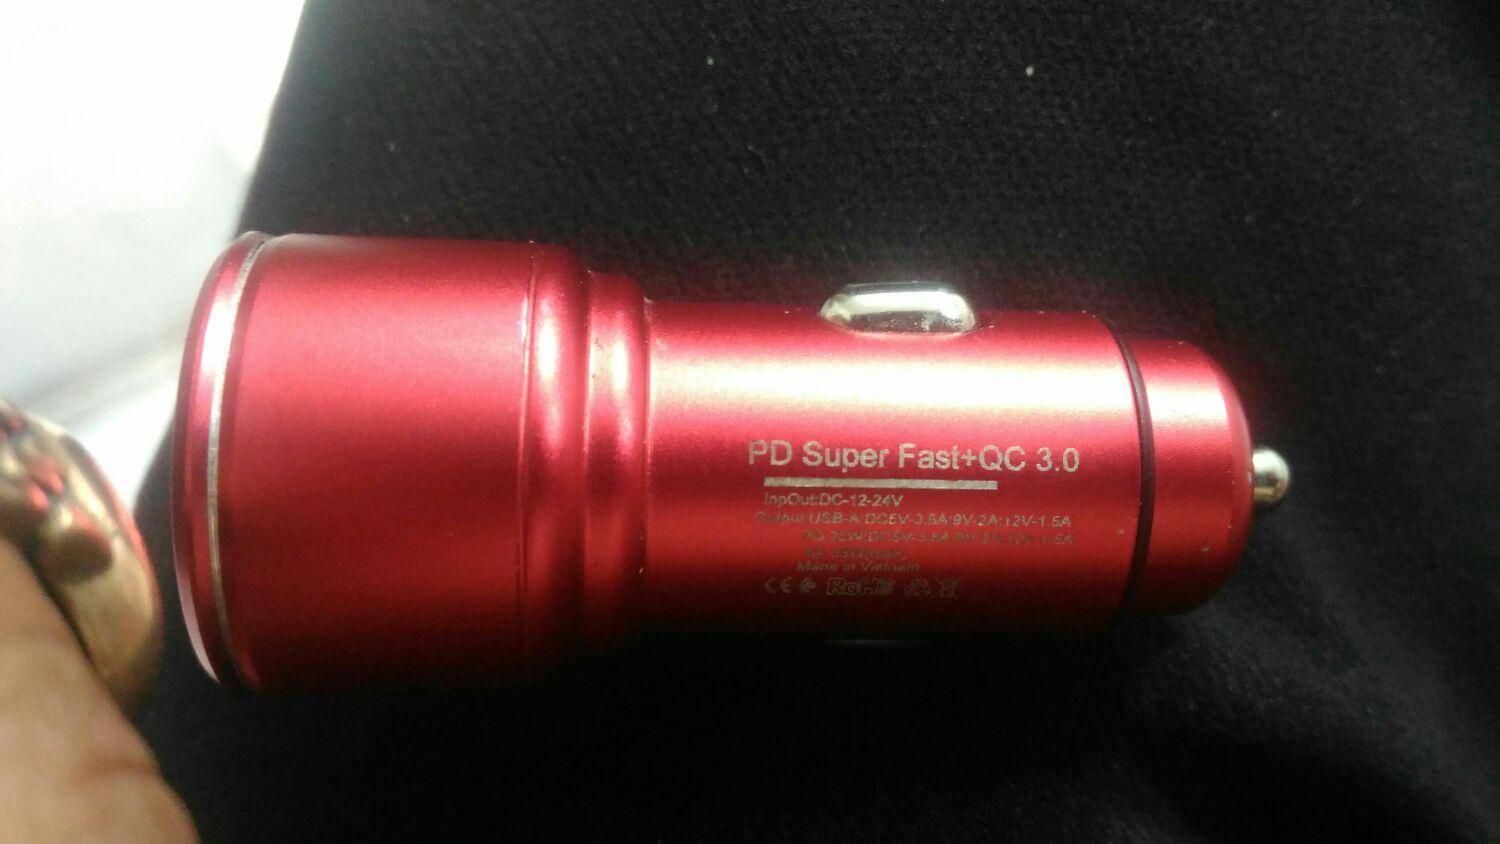 PD Super Fast+QC 3.0
InpOut:DC-12-24V
Output USB-A:DC5V-3.6A:9V-2A:12V-1.5A
PD
Made in Vietnam
CE RoHS